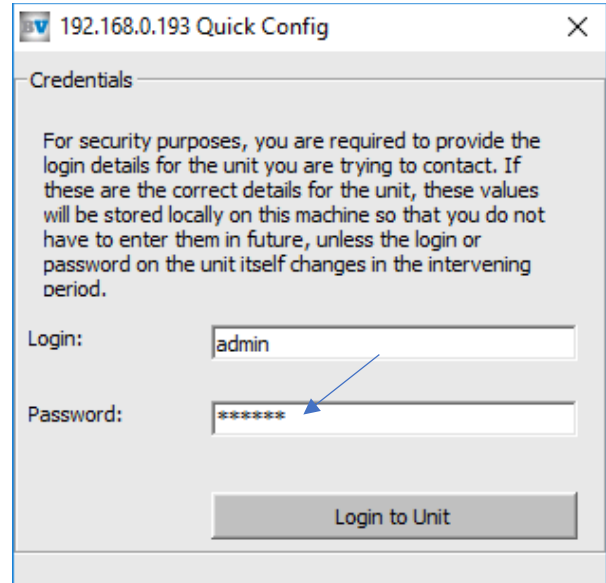 BV 192.168.0.193 Quick Config
Credentials
For security purposes, you are required to provide the
login details for the unit you are trying to contact. If
these are the correct details for the unit, these values
will be stored locally on this machine so that you do not
have to enter them in future, unless the login or
password on the unit itself changes in the intervening
period.
Login: admin
Password: ******
Login to Unit